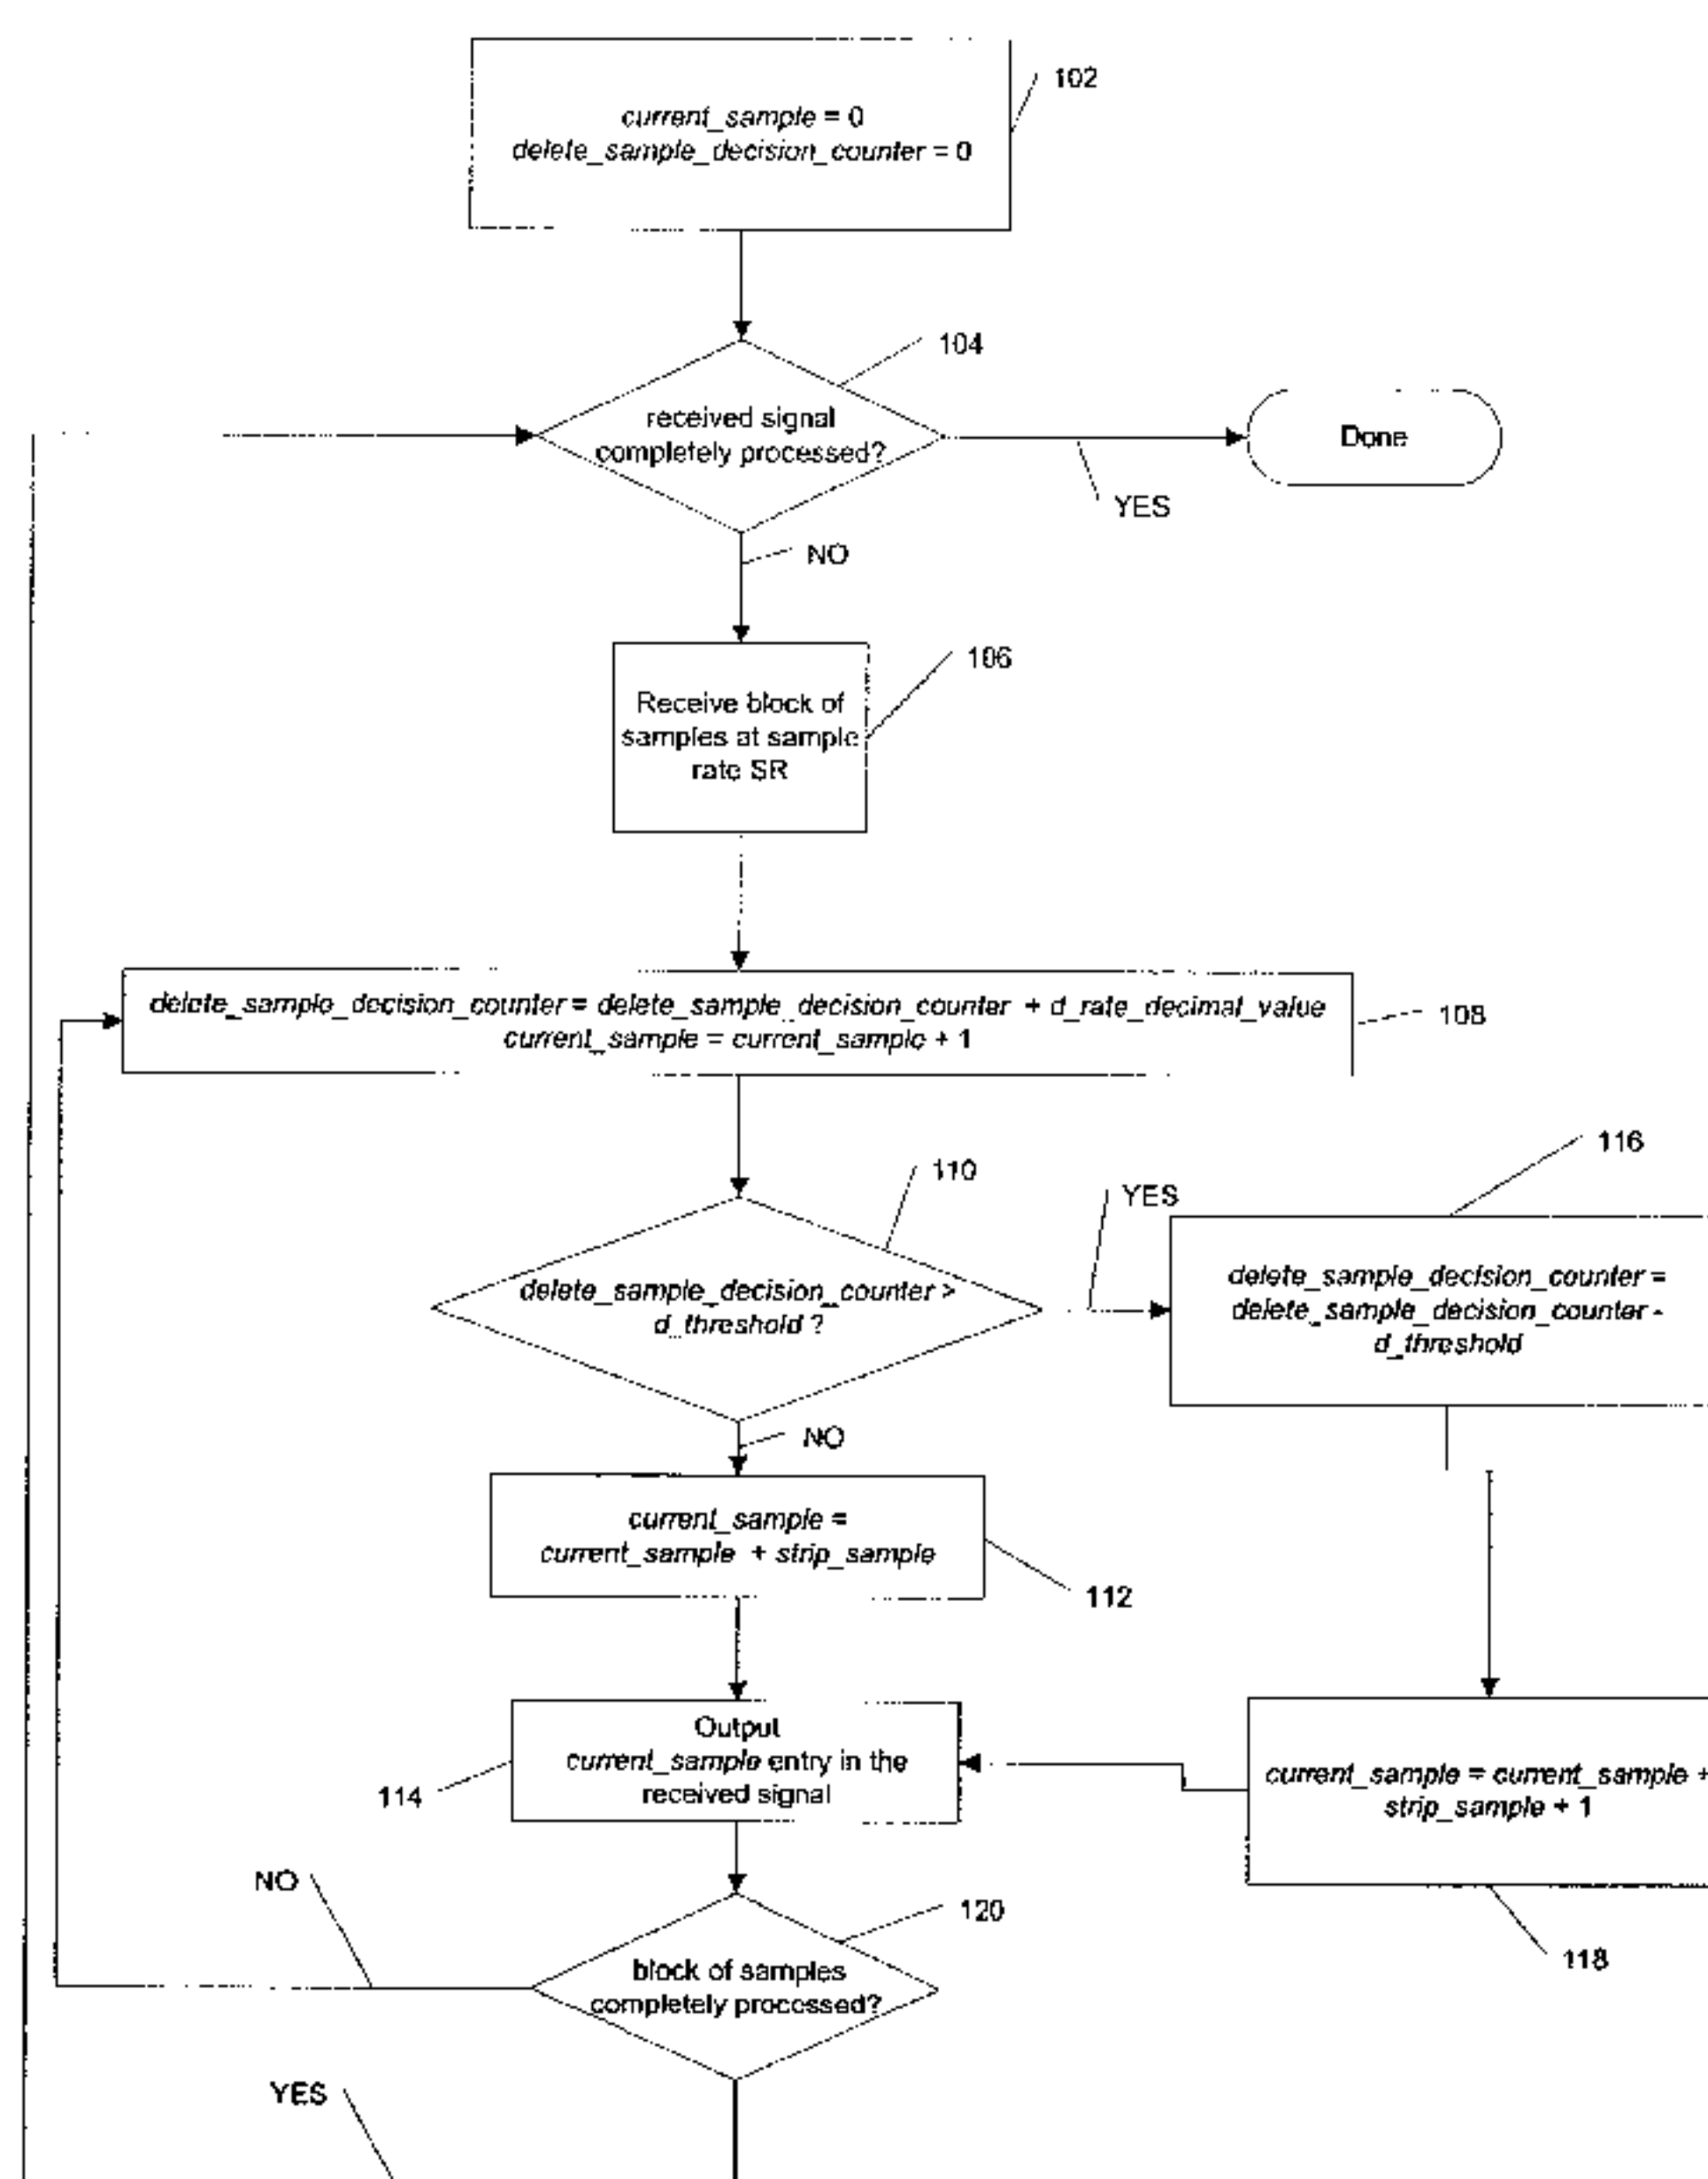 current_sample = 0
delete_sample_decision_counter = 0
102
104
received signal
completely processed?
Done
YES
NO
106
Receive block of
samples at sample
rate SR
delete_sample_decision_counter = delete_sample_decision_counter + d_rate_decimal_value
current_sample = current_sample + 1
108
110
YES
116
delete_sample_decision_counter >
d_threshold ?
delete_sample_decision_counter =
delete_sample_decision_counter -
d_threshold
NO
current_sample =
current_sample + strip_sample
112
Output
current_sample entry in the
received signal
114
current_sample = current_sample +
strip_sample + 1
118
NO
120
block of samples
completely processed?
YES